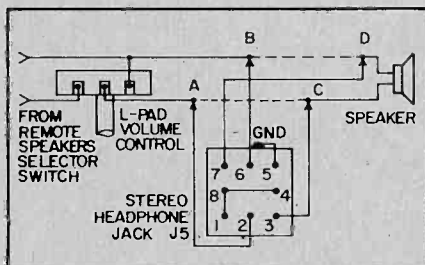 B
D
A
C
FROM
REMOTE
SPEAKERS
SELECTOR
SWITCH
L-PAD
VOLUME
CONTROL
SPEAKER
GND
7 6 5
8 4
1 2 3
STEREO
HEADPHONE
JACK J5